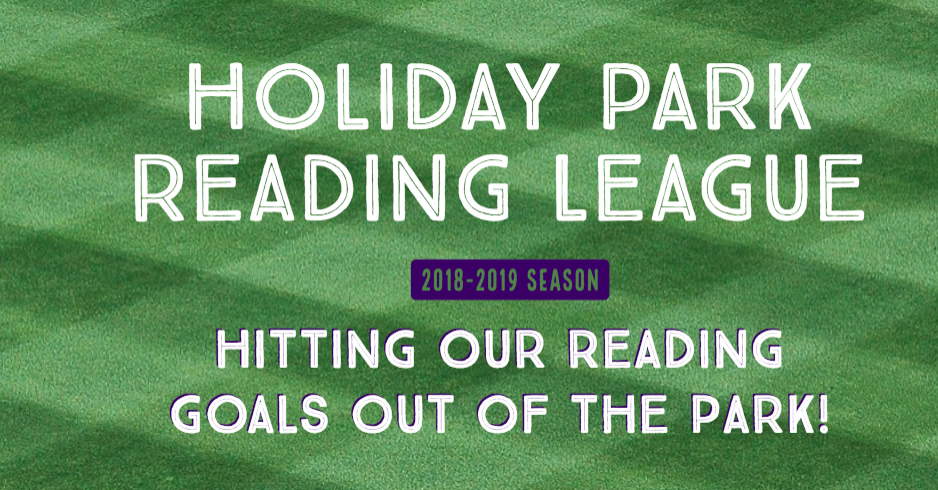 HOLIDAY PARK
READING LEAGUE
2018-2019 SEASON
HITTING OUR READING
GOALS OUT OF THE PARK!